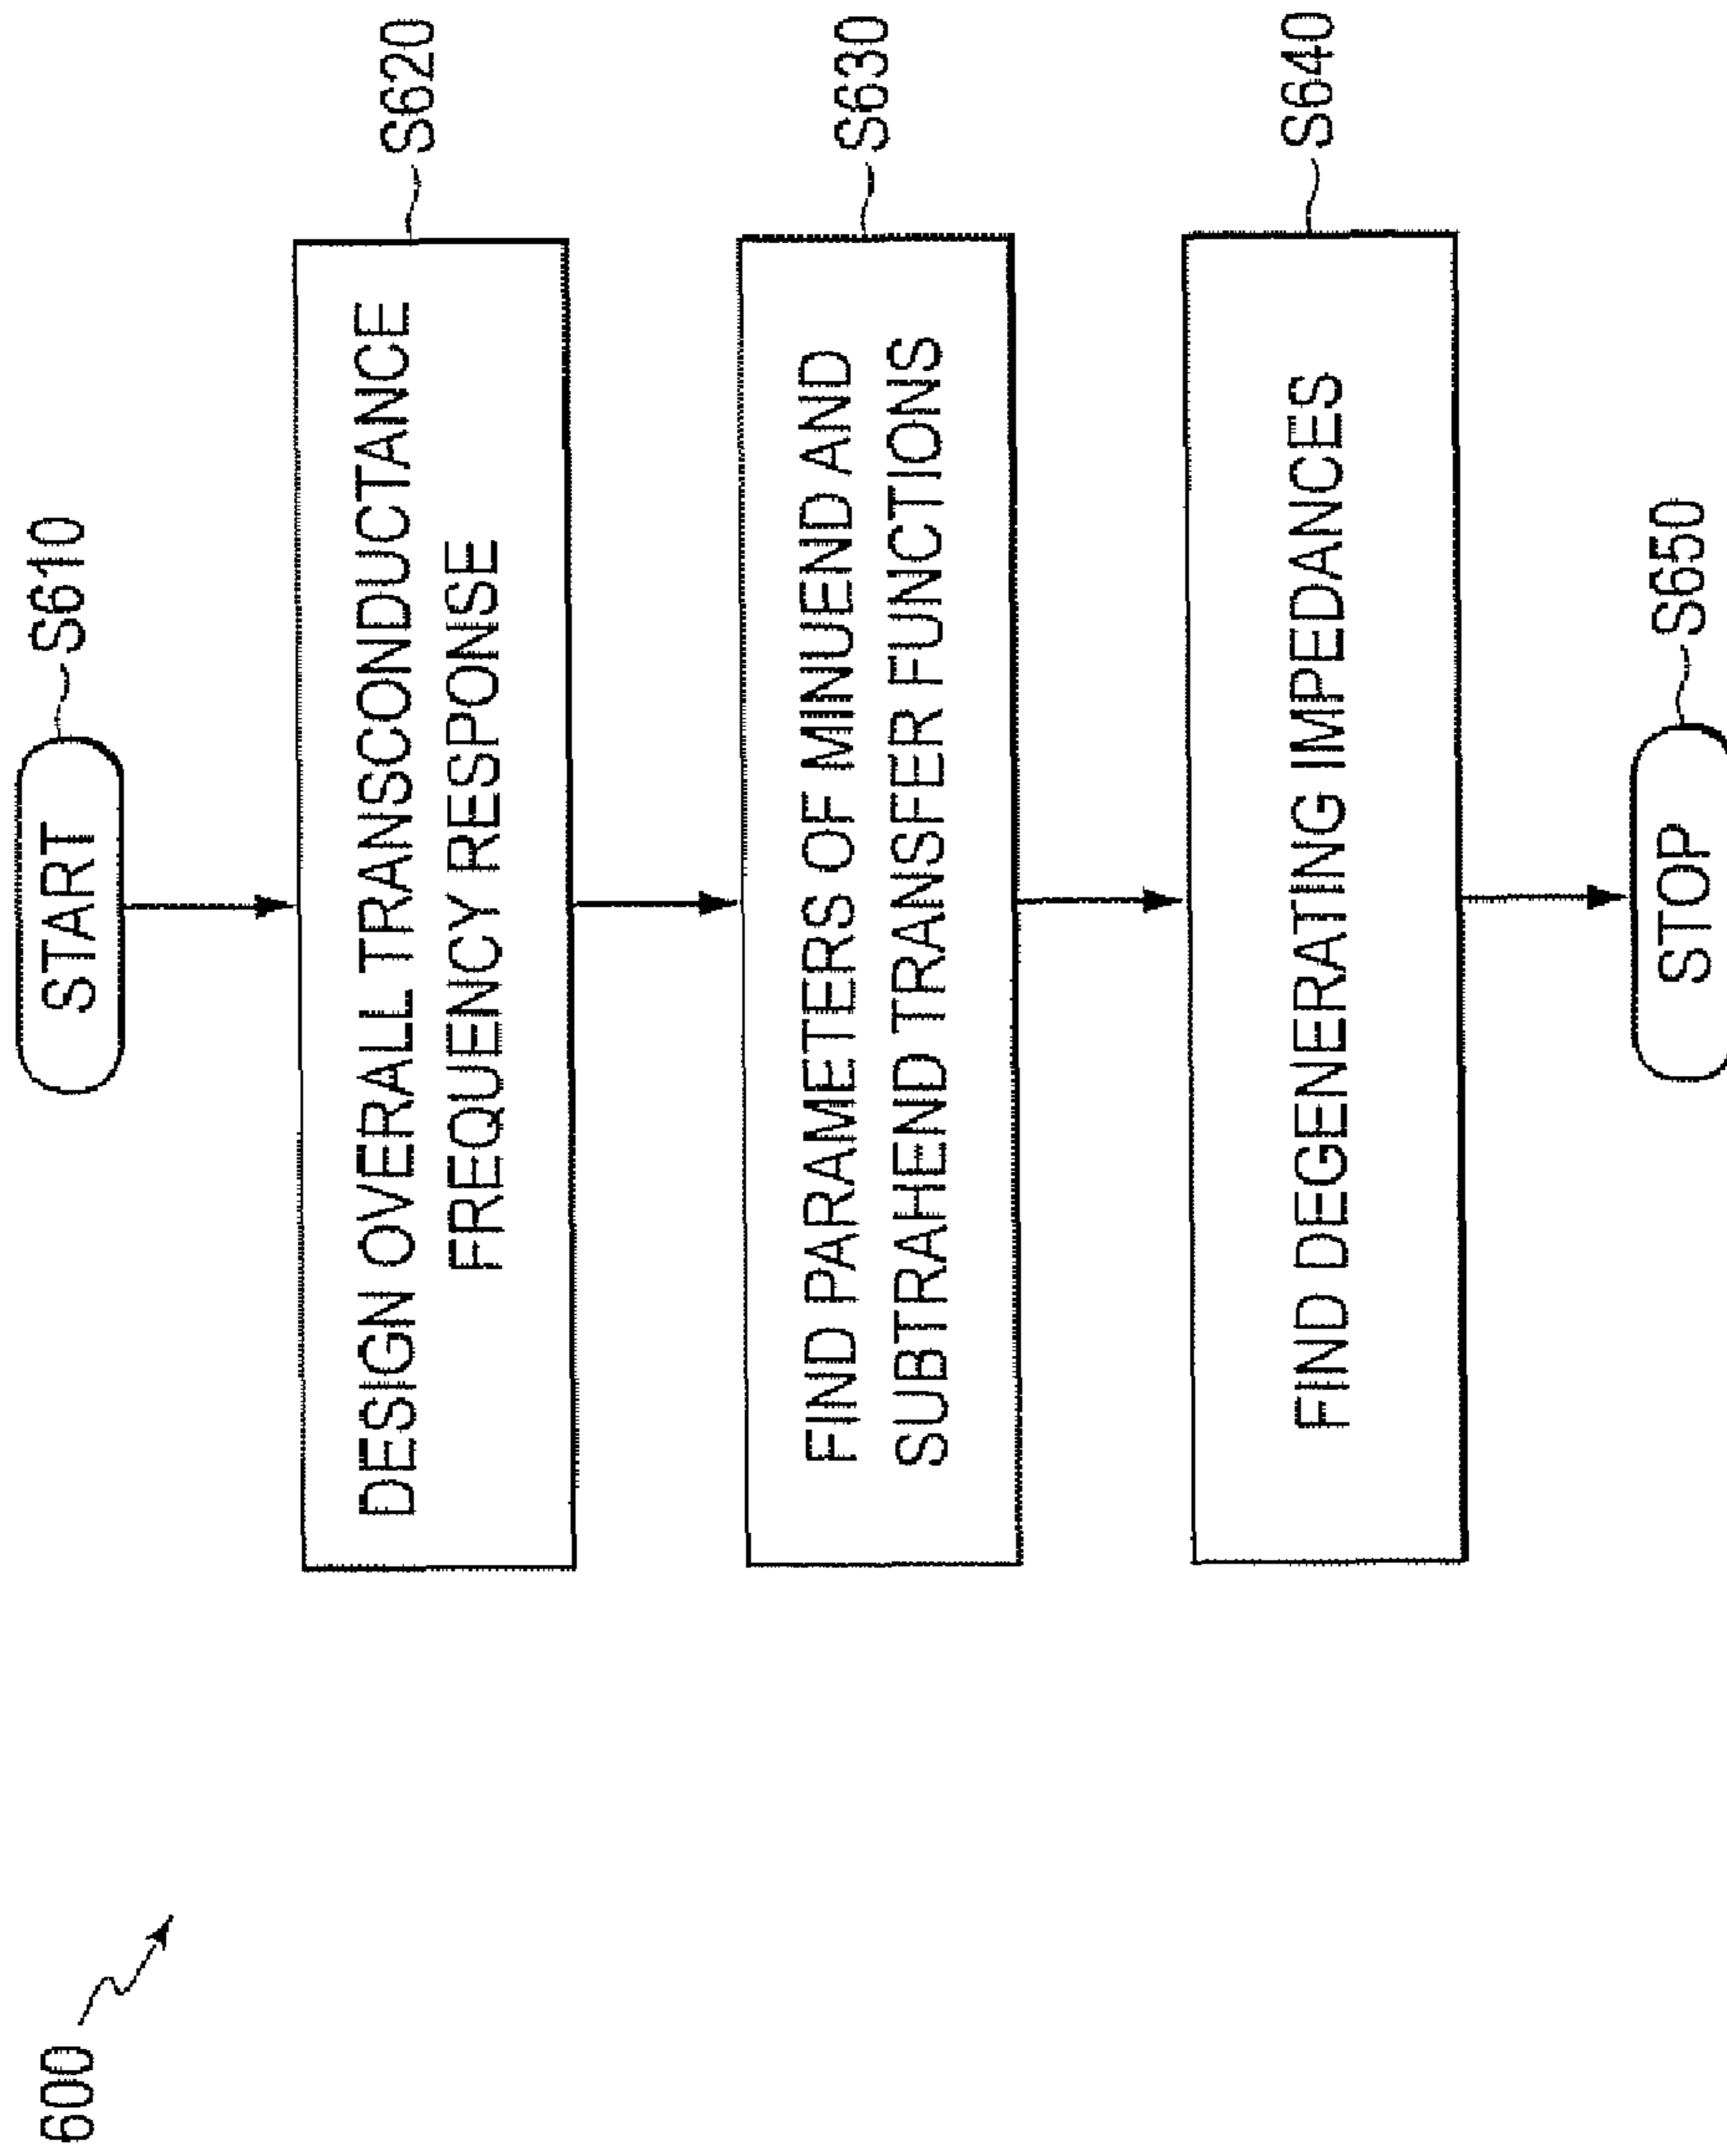 600
START
S610
DESIGN OVERALL TRANSCONDUCTANCE
FREQUENCY RESPONSE
S620
FIND PARAMETERS OF MINUEND AND
SUBTRAHEND TRANSFER FUNCTIONS
S630
FIND DEGENERATING IMPEDANCES
S640
STOP
S650